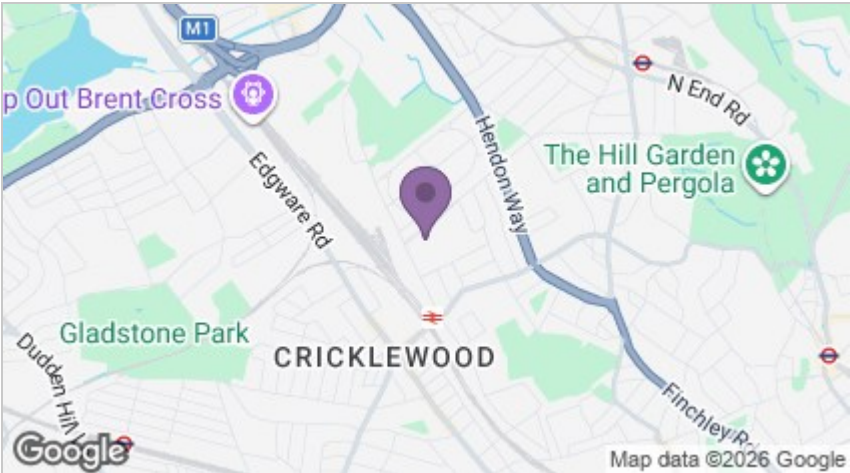 M1
p Out Brent Cross
N End Rd
Hendon Way
The Hill Garden
and Pergola
Edgware Rd
Gladstone Park
CRICKLEWOOD
Dudden Hill
Finchley Rd
Google
Map data ©2026 Google